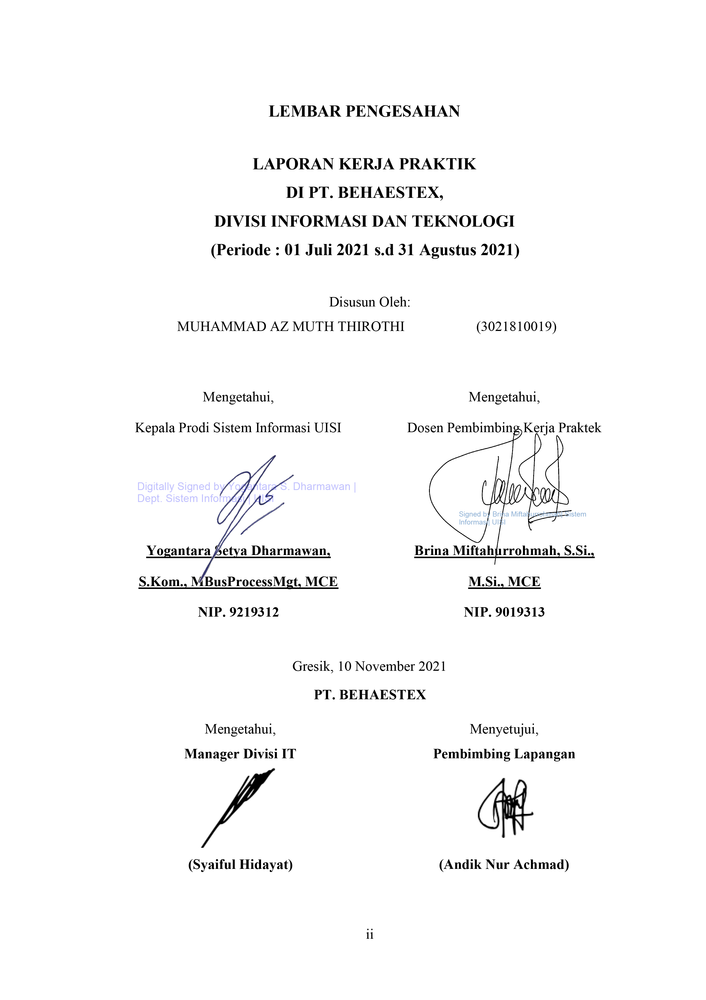 LEMBAR PENGESAHAN
LAPORAN KERJA PRAKTIK
DI PT. BEHAESTEX,
DIVISI INFORMASI DAN TEKNOLOGI
(Periode : 01 Juli 2021 s.d 31 Agustus 2021)
Disusun Oleh:
MUHAMMAD AZ MUTH THIROTHI (3021810019)
Mengetahui, Mengetahui,
Kepala Prodi Sistem Informasi UISI Dosen Pembimbing Kerja Praktek
Digitally Signed by Yogantara S. Dharmawan |
Dept. Sistem Informasi | UISI
Signed by Brina Miftahurrohmah| Sistem
Informasi| UISI
Yogantara Setya Dharmawan, Brina Miftahurrohmah, S.Si.,
S.Kom., MBusProcessMgt, MCE M.Si., MCE
NIP. 9219312 NIP. 9019313
Gresik, 10 November 2021
PT. BEHAESTEX
Mengetahui, Menyetujui,
Manager Divisi IT Pembimbing Lapangan
(Syaiful Hidayat) (Andik Nur Achmad)
ii